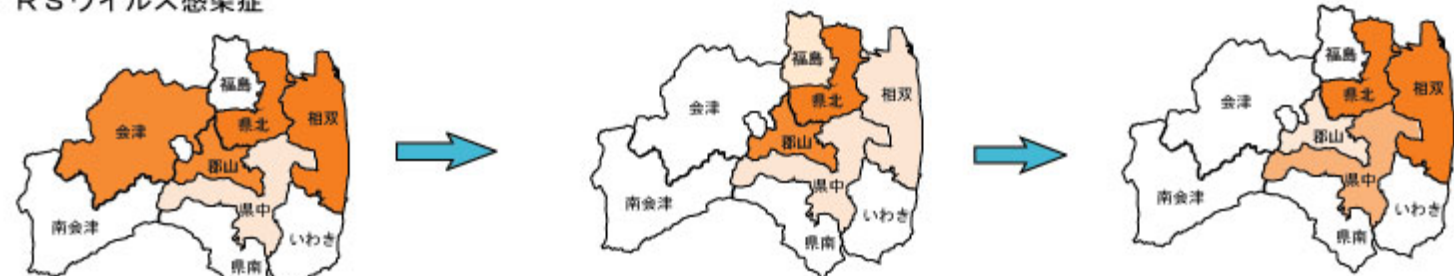 RSウイルス感染症
福島
会津
県北
相双
郡山
県中
南会津
いわき
県南
福島
会津
県北
相双
郡山
県中
南会津
いわき
県南
福島
会津
県北
相双
郡山
県中
南会津
いわき
県南